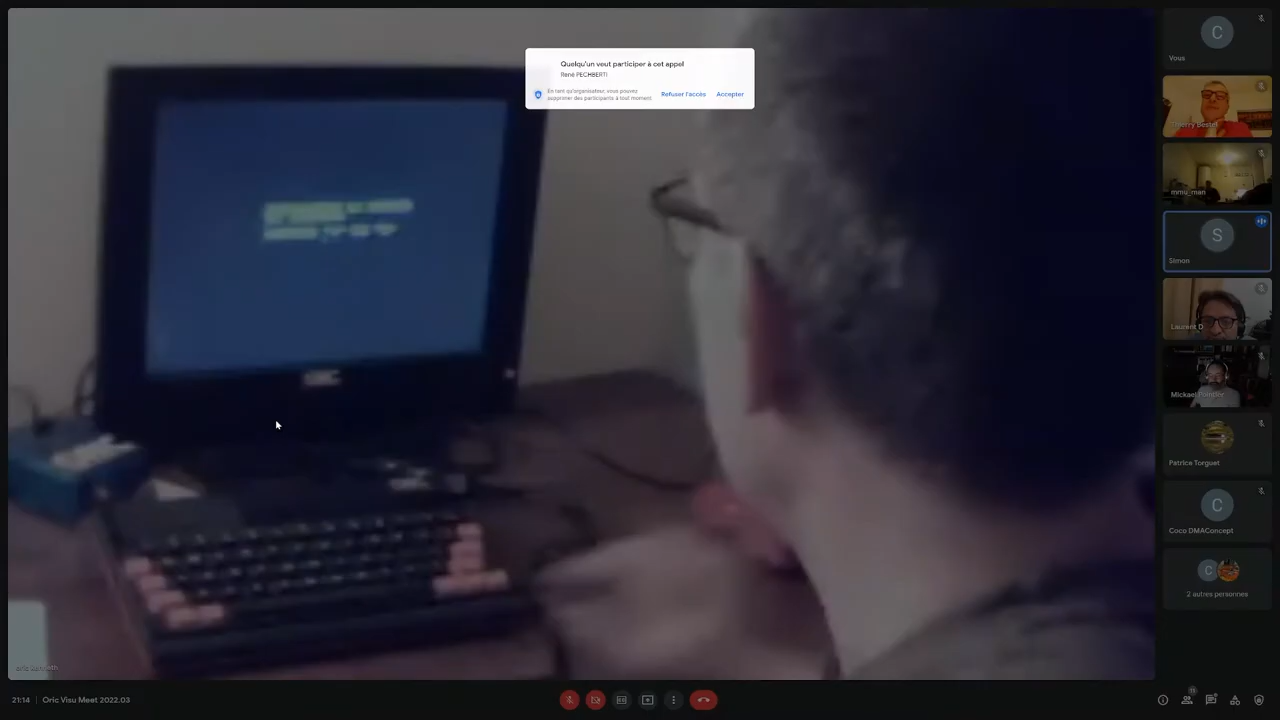 Quelqu'un veut participer à cet appel
René PECHBERTI
En tant qu'organisateur, vous pouvez
supprimer des participants à tout moment.
Refuser l'accès
Accepter
C
Vous
Thierry Bestel
mmu_man
S
Simon
Laurent D
Mickael Pointier
Patrice Torguet
C
Coco DMAConcept
C
2 autres personnes
ORIC
21:14 | Oric Visu Meet 2022.03
11